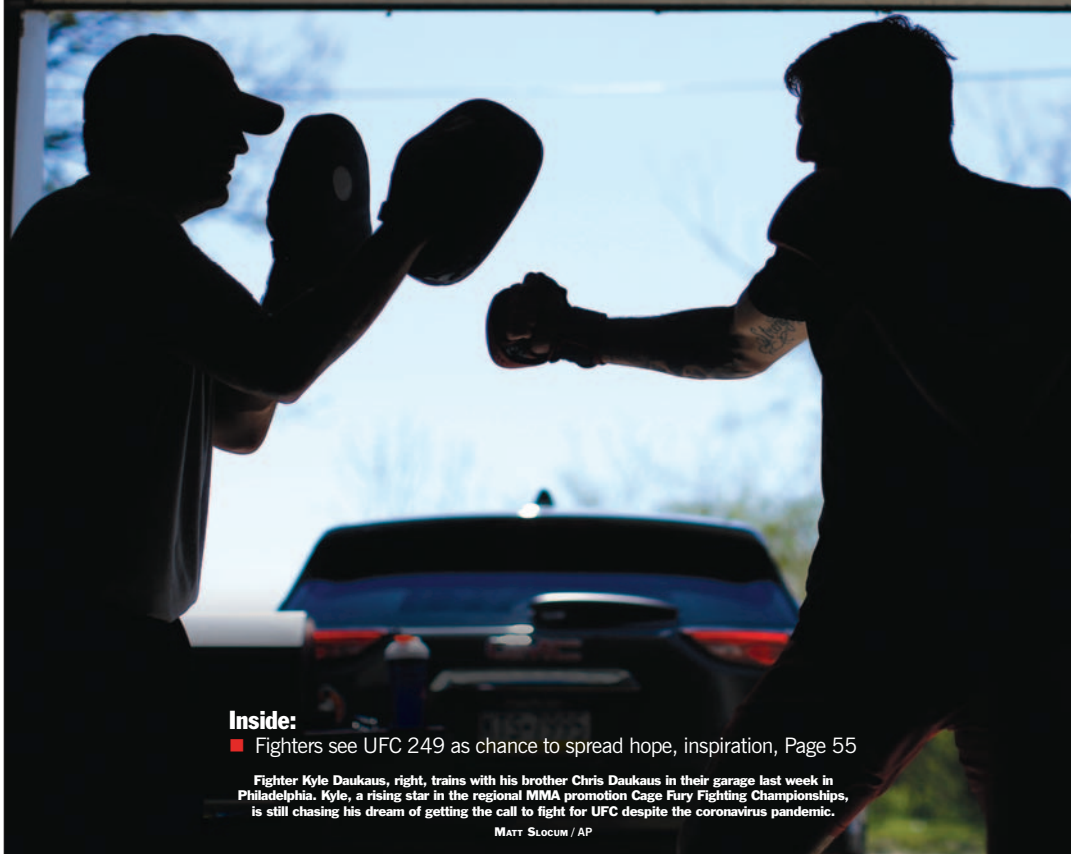 Inside:
Fighters see UFC 249 as chance to spread hope, inspiration, Page 55
Fighter Kyle Daukaus, right, trains with his brother Chris Daukaus in their garage last week in
Philadelphia. Kyle, a rising star in the regional MMA promotion Cage Fury Fighting Championships,
is still chasing his dream of getting the call to fight for UFC despite the coronavirus pandemic.
MATT SLOCUM / AP